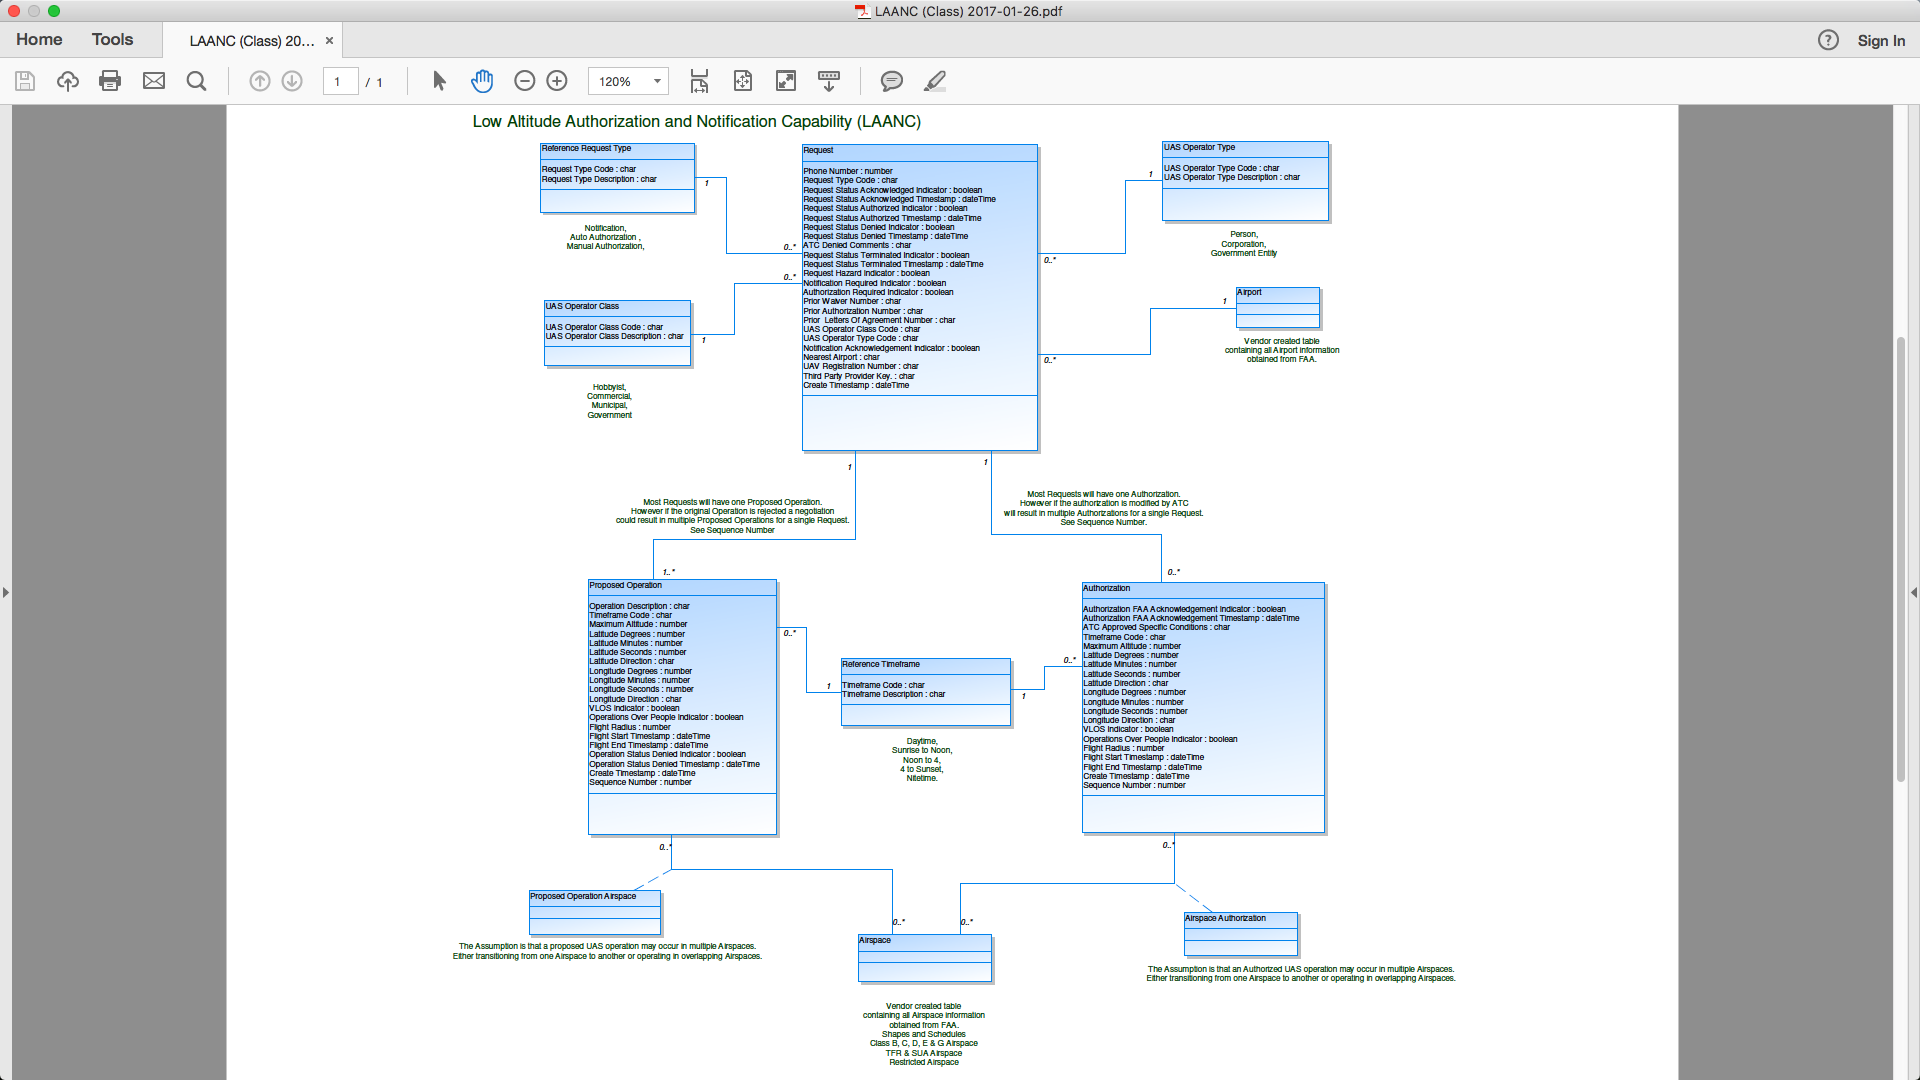 LAANC (Class) 2017-01-26.pdf
Home
Tools
LAANC (Class) 20... ×
? Sign In
1 / 1
120%
Low Altitude Authorization and Notification Capability (LAANC)
Reference Request Type
Request Type Code : char
Request Type Description : char
Notification,
Auto Authorization ,
Manual Authorization,
1
0..*
UAS Operator Class
UAS Operator Class Code : char
UAS Operator Class Description : char
Hobbyist,
Commercial,
Municipal,
Government
1
0..*
Request
Phone Number : number
Request Type Code : char
Request Status Acknowledged Indicator : boolean
Request Status Acknowledged Timestamp : dateTime
Request Status Authorized Indicator : boolean
Request Status Authorized Timestamp : dateTime
Request Status Denied Indicator : boolean
Request Status Denied Timestamp : dateTime
ATC Denied Comments : char
Request Status Terminated Indicator : boolean
Request Status Terminated Timestamp : dateTime
Request Hazard Indicator : boolean
Notification Required Indicator : boolean
Authorization Required Indicator : boolean
Prior Waiver Number : char
Prior Authorization Number : char
Prior Letters Of Agreement Number : char
UAS Operator Class Code : char
UAS Operator Type Code : char
Notification Acknowledgement Indicator : boolean
Nearest Airport : char
UAV Registration Number : char
Third Party Provider Key. : char
Create Timestamp : dateTime
UAS Operator Type
UAS Operator Type Code : char
UAS Operator Type Description : char
Person,
Corporation,
Government Entity
1
0..*
Airport
Vendor created table
containing all Airport information
obtained from FAA.
1
0..*
1
1
Most Requests will have one Proposed Operation.
However if the original Operation is rejected a negotiation
could result in multiple Proposed Operations for a single Request.
See Sequence Number
Most Requests will have one Authorization.
However if the authorization is modified by ATC
will result in multiple Authorizations for a single Request.
See Sequence Number.
1..*
0..*
Proposed Operation
Operation Description : char
Timeframe Code : char
Maximum Altitude : number
Latitude Degrees : number
Latitude Minutes : number
Latitude Seconds : number
Latitude Direction : char
Longitude Degrees : number
Longitude Minutes : number
Longitude Seconds : number
Longitude Direction : char
VLOS Indicator : boolean
Operations Over People Indicator : boolean
Flight Radius : number
Flight Start Timestamp : dateTime
Flight End Timestamp : dateTime
Operation Status Denied Indicator : boolean
Operation Status Denied Timestamp : dateTime
Create Timestamp : dateTime
Sequence Number : number
0..*
1
Reference Timeframe
Timeframe Code : char
Timeframe Description : char
Daytime,
Sunrise to Noon,
Noon to 4,
4 to Sunset,
Nitetime.
1
0..*
Authorization
Authorization FAA Acknowledgement Indicator : boolean
Authorization FAA Acknowledgement Timestamp : dateTime
ATC Approved Specific Conditions : char
Timeframe Code : char
Maximum Altitude : number
Latitude Degrees : number
Latitude Minutes : number
Latitude Seconds : number
Latitude Direction : char
Longitude Degrees : number
Longitude Minutes : number
Longitude Seconds : number
Longitude Direction : char
VLOS Indicator : boolean
Operations Over People Indicator : boolean
Flight Radius : number
Flight Start Timestamp : dateTime
Flight End Timestamp : dateTime
Create Timestamp : dateTime
Sequence Number : number
0..*
0..*
Proposed Operation Airspace
The Assumption is that a proposed UAS operation may occur in multiple Airspaces.
Either transitioning from one Airspace to another or operating in overlapping Airspaces.
0..*
0..*
Airspace
Vendor created table
containing all Airspace information
obtained from FAA.
Shapes and Schedules
Class B, C, D, E & G Airspace
TFR & SUA Airspace
Restricted Airspace
Airspace Authorization
The Assumption is that an Authorized UAS operation may occur in multiple Airspaces.
Either transitioning from one Airspace to another or operating in overlapping Airspaces.